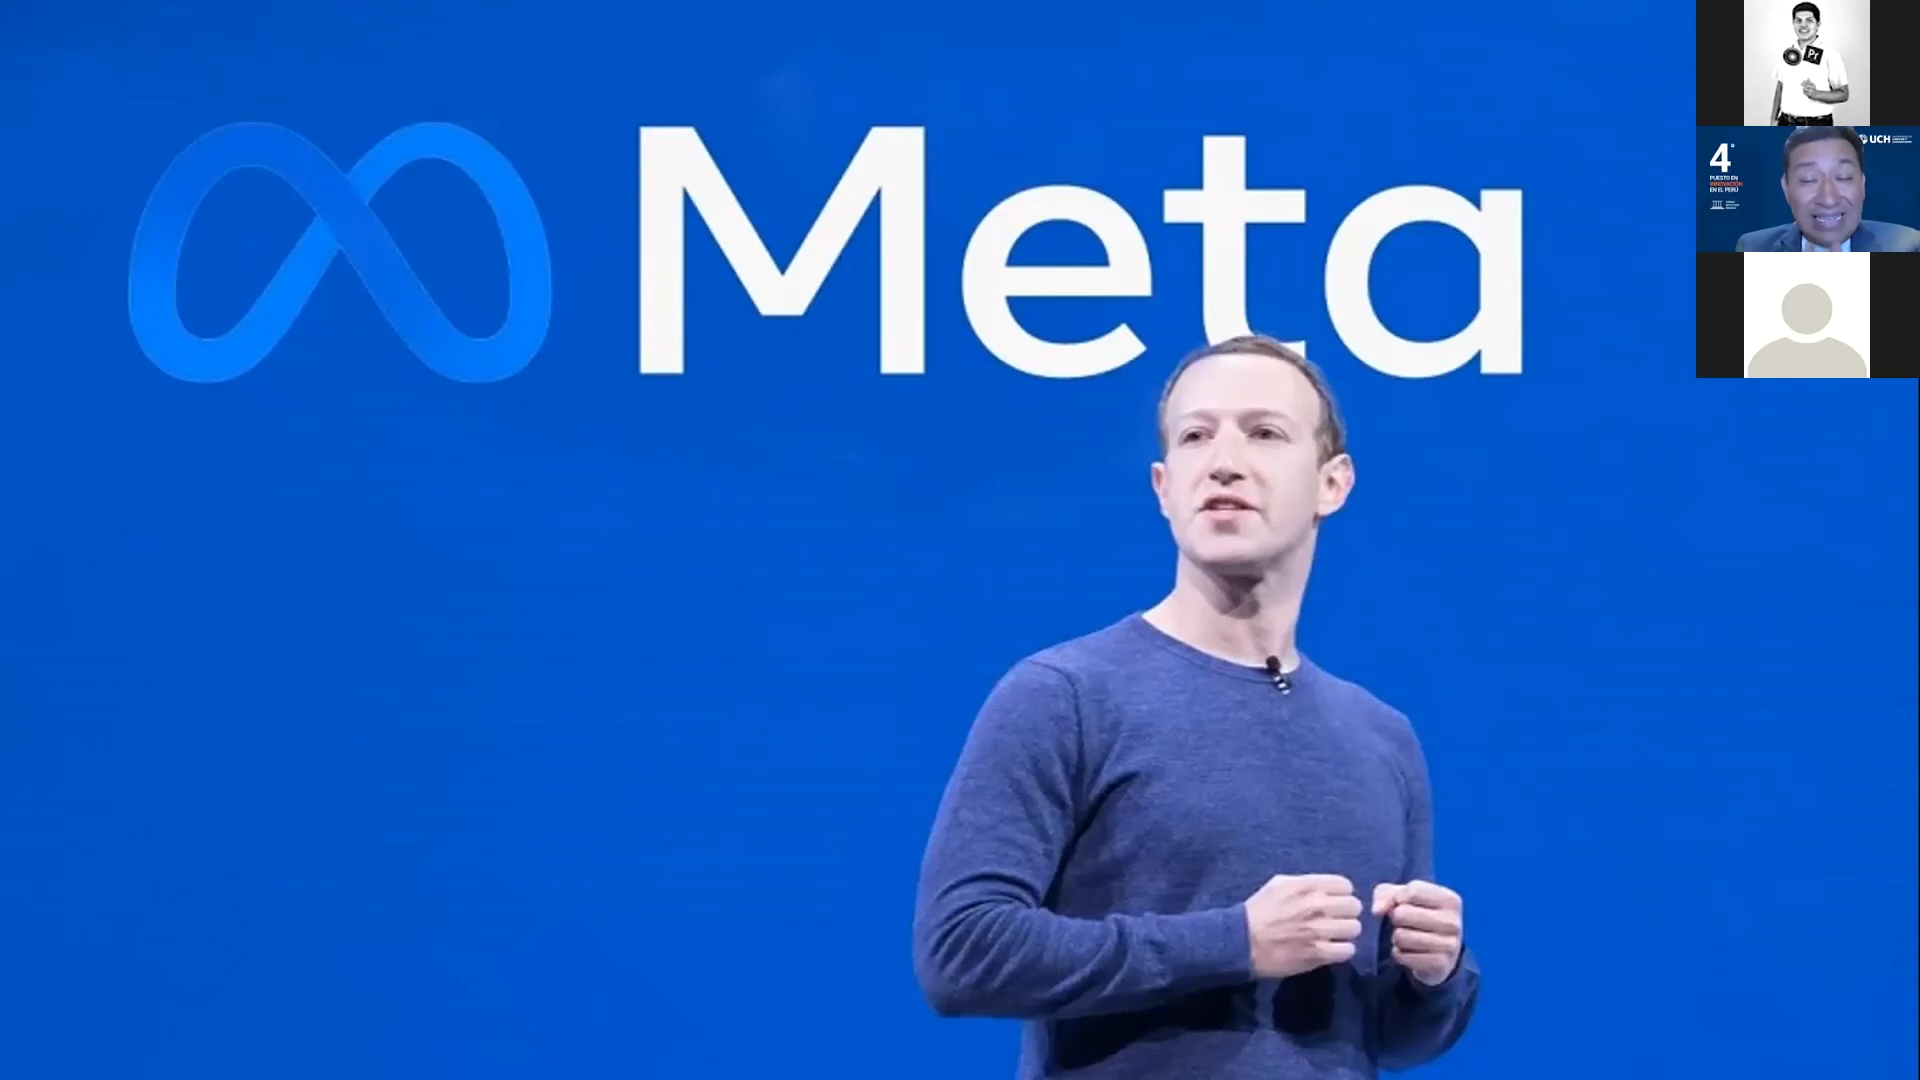 Meta
Pr
4°
PUESTO EN
INNOVACIÓN
EN EL PERÚ
UCH